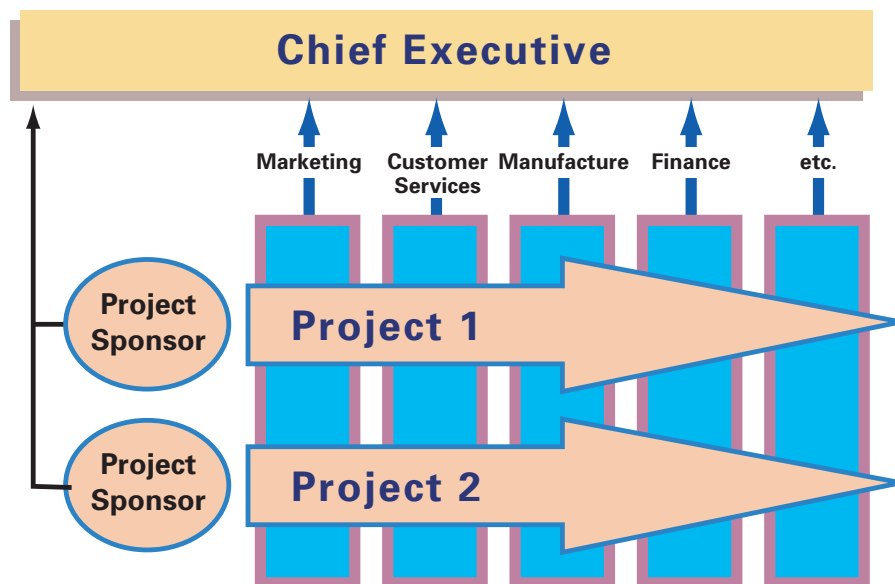 Chief Executive
Marketing
Customer
Services
Manufacture
Finance
etc.
Project
Sponsor
Project 1
Project
Sponsor
Project 2